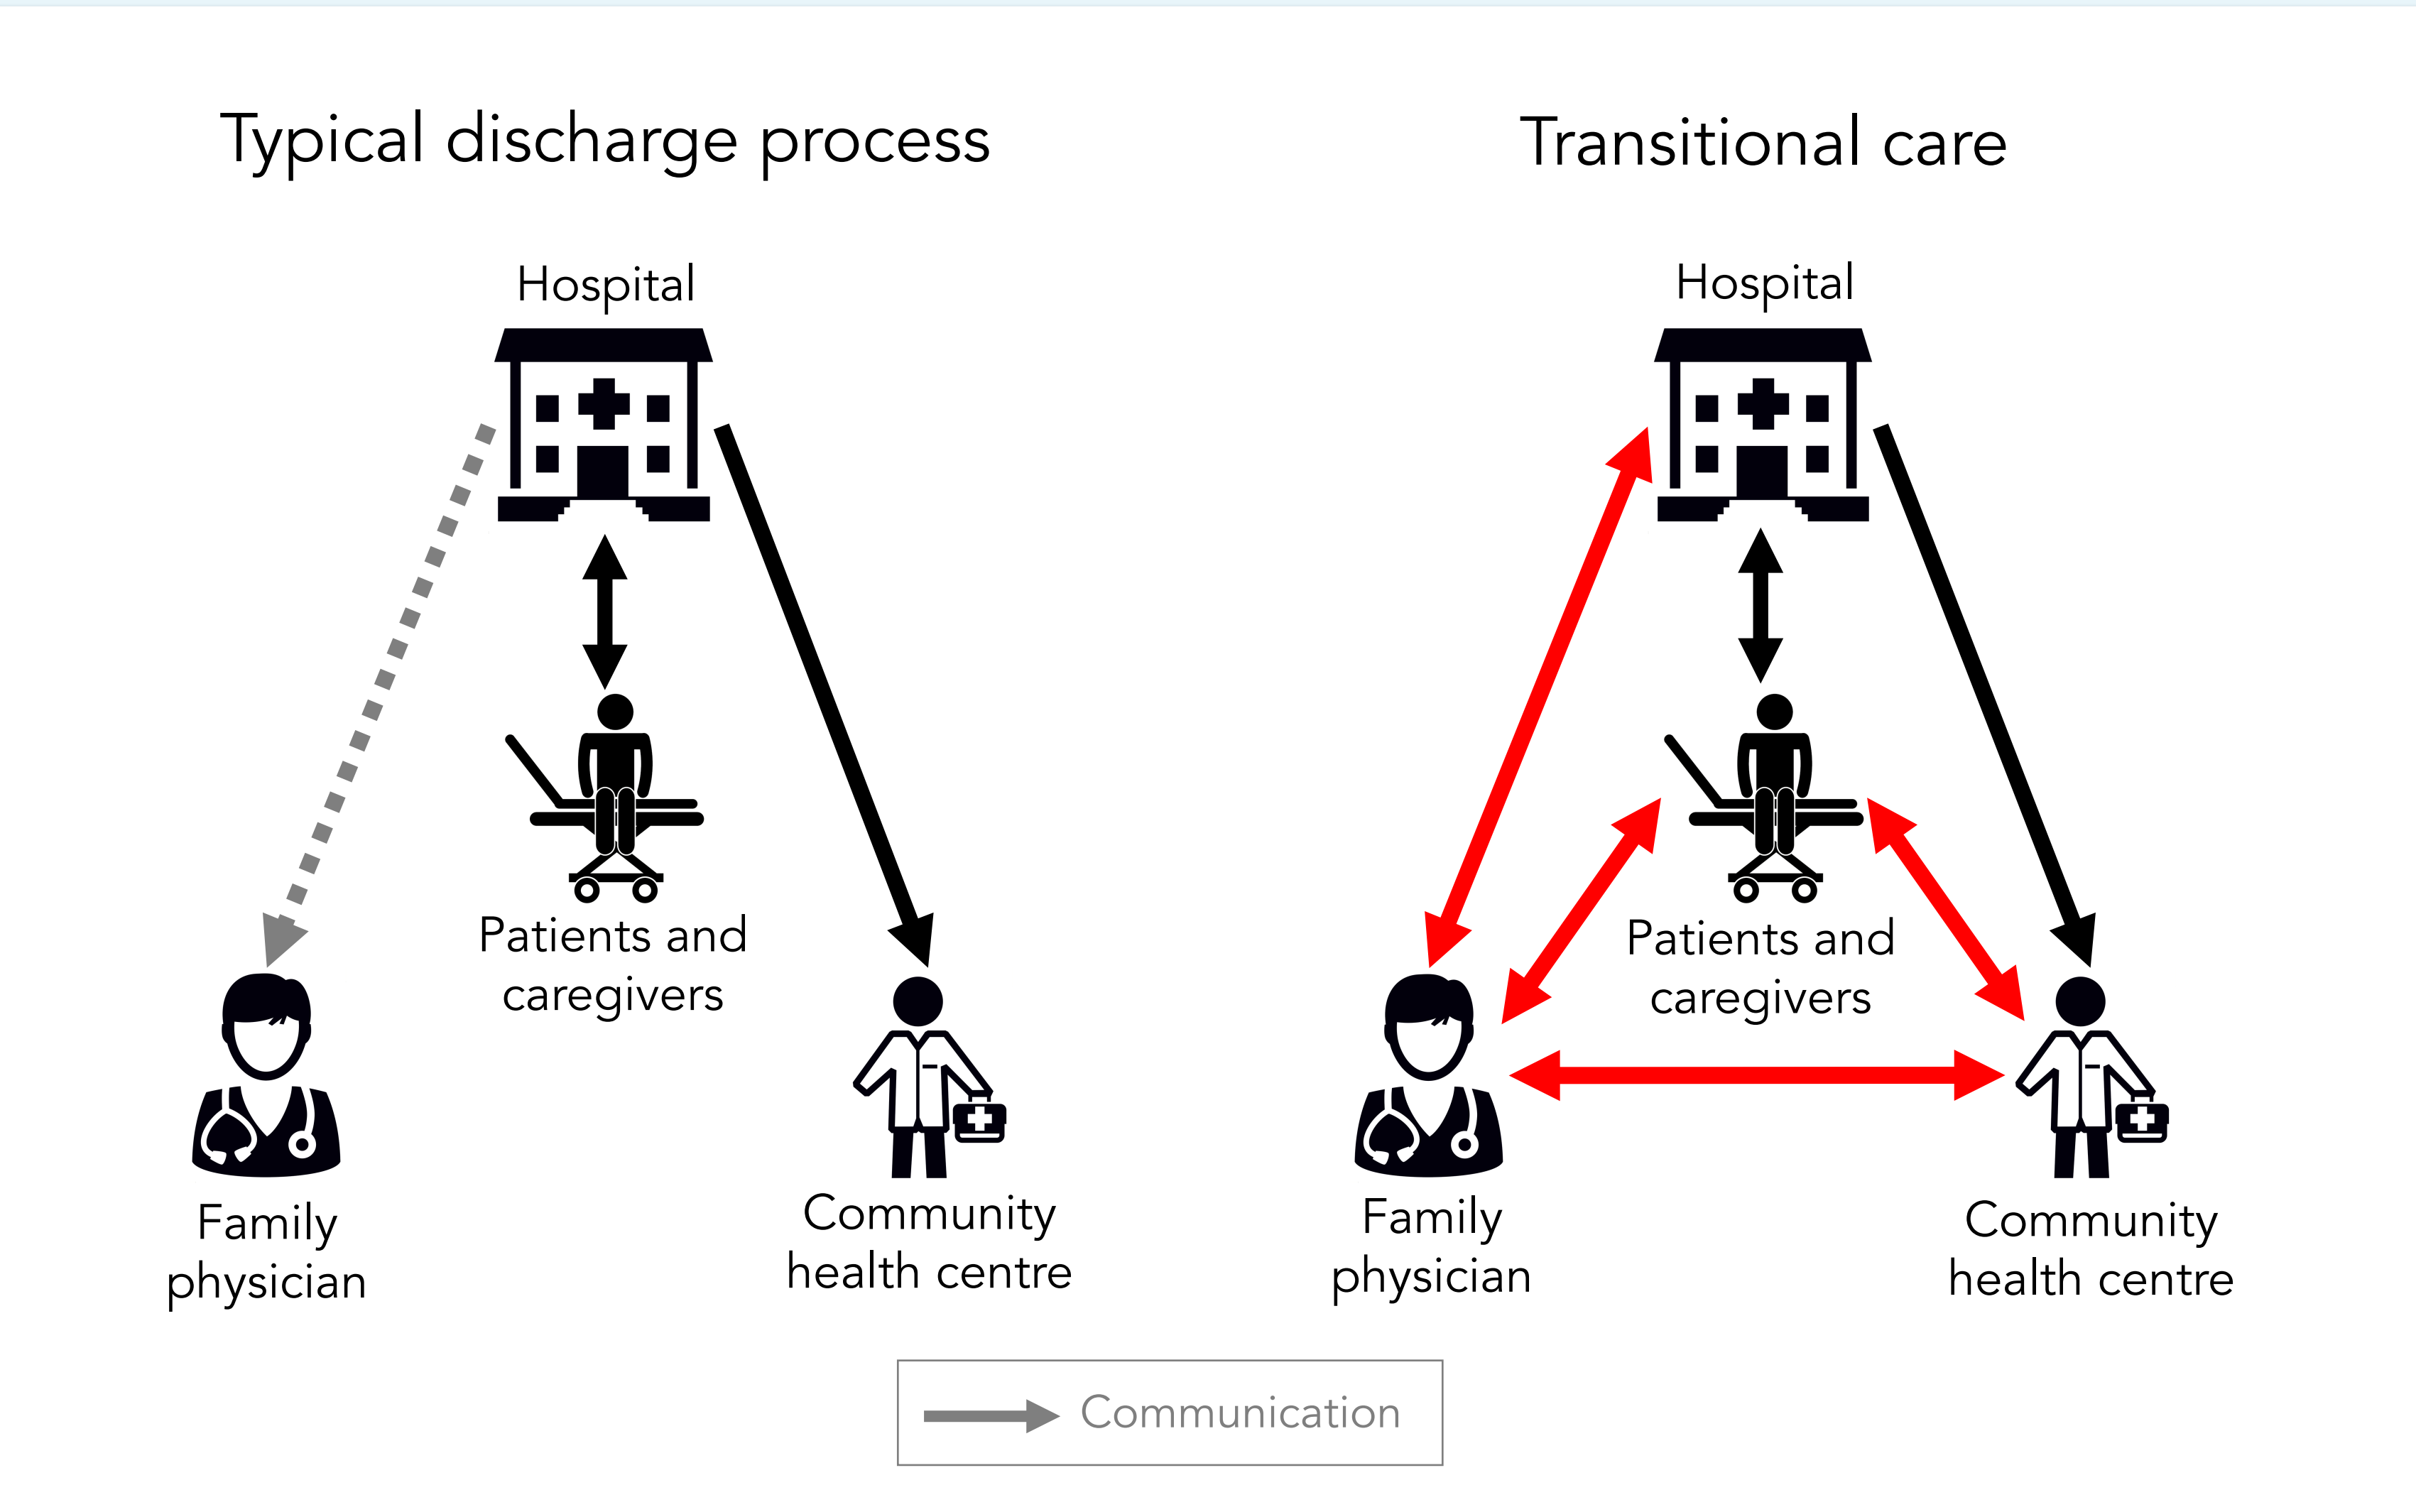 Typical discharge process
Transitional care
Hospital
Hospital
Patients and
caregivers
Patients and
caregivers
Family
physician
Community
health centre
Family
physician
Community
health centre
Communication